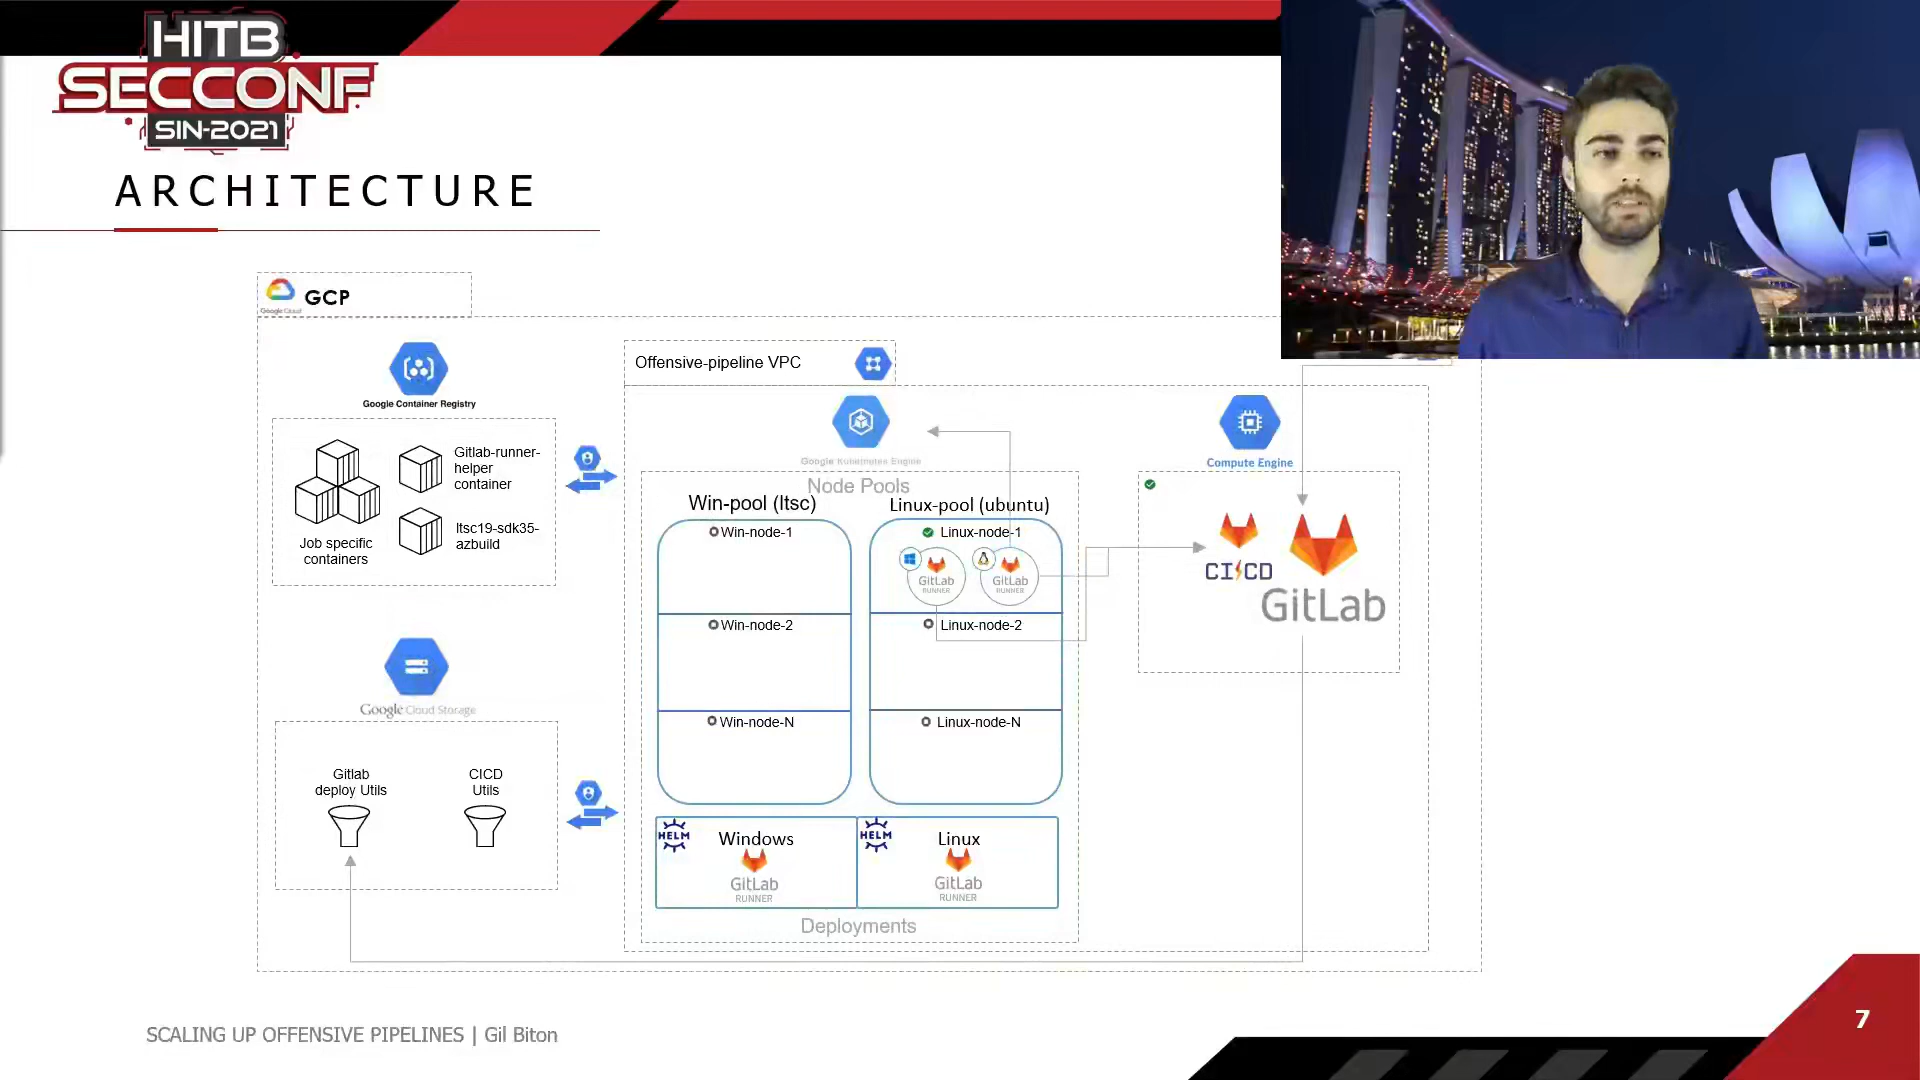 HITB
SECCONF
SIN-2021
ARCHITECTURE
Google Cloud
GCP
Google Container Registry
Gitlab-runner-
helper
container
ltsc19-sdk35-
azbuild
Job specific
containers
Google Cloud Storage
Gitlab
deploy Utils
CICD
Utils
Offensive-pipeline VPC
Google Kubernetes Engine
Node Pools
Win-pool (ltsc)
Win-node-1
Win-node-2
Win-node-N
Linux-pool (ubuntu)
Linux-node-1
GitLab
RUNNER
GitLab
RUNNER
Linux-node-2
Linux-node-N
HELM
Windows
GitLab
RUNNER
HELM
Linux
GitLab
RUNNER
Deployments
Compute Engine
CI/CD
GitLab
SCALING UP OFFENSIVE PIPELINES | Gil Biton
7